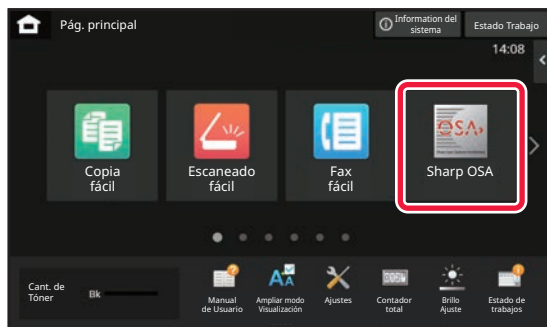 Pág. principal
Information del
sistema
Estado Trabajo
14:08
OSA
Copia
fácil
Escaneado
fácil
Fax
fácil
Sharp OSA
Cant. de
Tóner
Bk
Manual
de Usuario
Ampliar modo
Visualización
Ajustes
Contador
total
Brillo
Ajuste
Estado de
trabajos